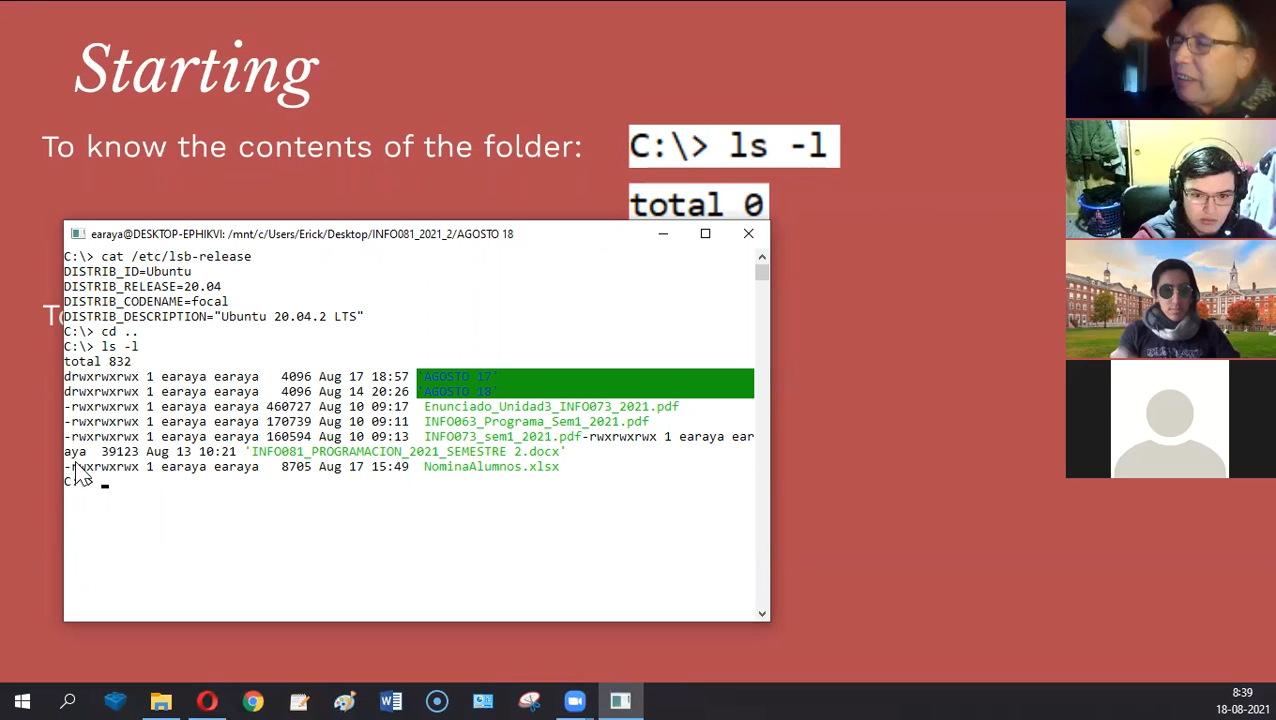 Starting
To know the contents of the folder:
C:\> ls -l
total 0
earaya@DESKTOP-EPHIKVI: /mnt/c/Users/Erick/Desktop/INFO081_2021_2/AGOSTO 18
C:\> cat /etc/lsb-release
DISTRIB_ID=Ubuntu
DISTRIB_RELEASE=20.04
DISTRIB_CODENAME=focal
DISTRIB_DESCRIPTION="Ubuntu 20.04.2 LTS"
C:\> cd ..
C:\> ls -l
total 832
drwxrwxrwx 1 earaya earaya   4096 Aug 17 18:57 'AGOSTO 17'
drwxrwxrwx 1 earaya earaya   4096 Aug 14 20:26 'AGOSTO 18'
-rwxrwxrwx 1 earaya earaya 460727 Aug 10 09:17  Enunciado_Unidad3_INFO073_2021.pdf
-rwxrwxrwx 1 earaya earaya 170739 Aug 10 09:11  INFO063_Programa_Sem1_2021.pdf
-rwxrwxrwx 1 earaya earaya 160594 Aug 10 09:13  INFO073_sem1_2021.pdf-rwxrwxrwx 1 earaya ear
aya  39123 Aug 13 10:21 'INFO081_PROGRAMACION_2021_SEMESTRE 2.docx'
-rwxrwxrwx 1 earaya earaya   8705 Aug 17 15:49  NominaAlumnos.xlsx
C:\>
8:39
18-08-2021